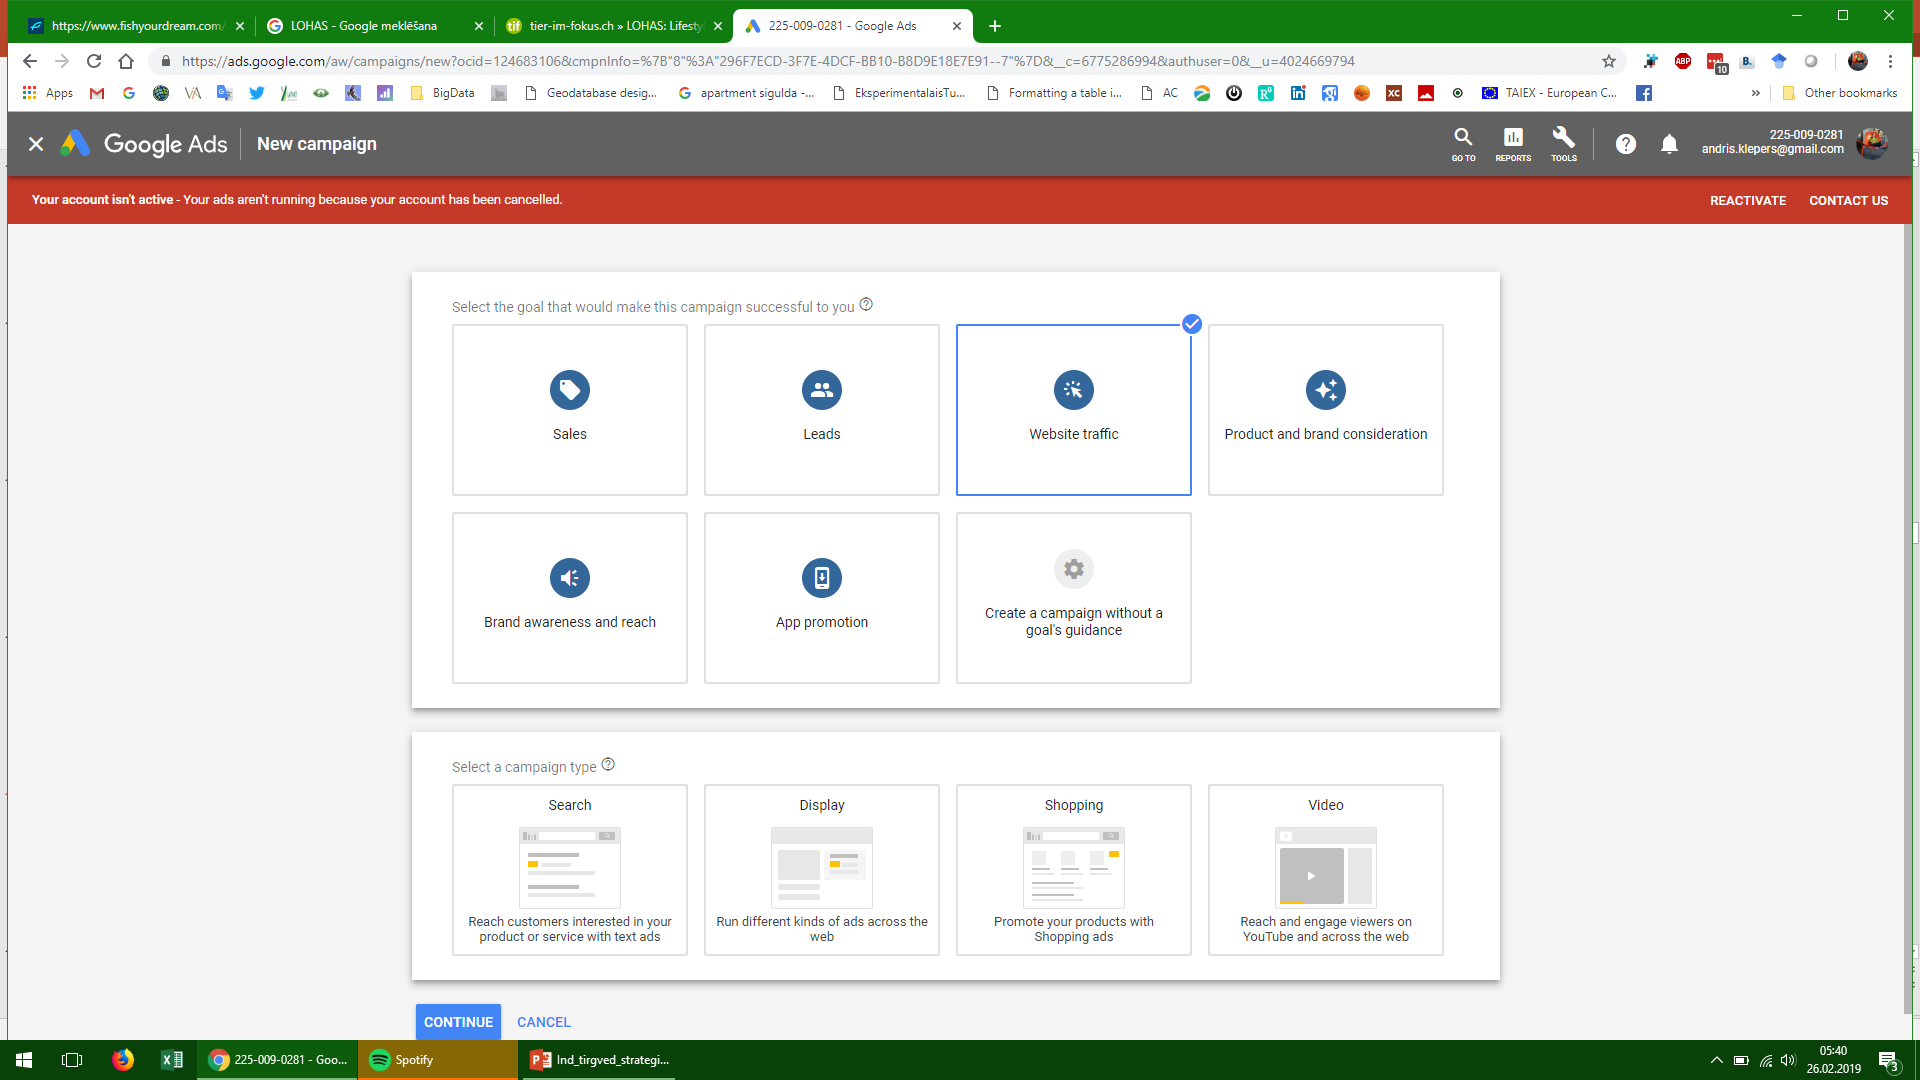 https://www.fishyourdream.com/
LOHAS - Google meklēšana
tier-im-fokus.ch » LOHAS: Lifesty
225-009-0281 - Google Ads
https://ads.google.com/aw/campaigns/new?ocid=124683106&cmpnInfo=%7B"8"%3A"296F7ECD-3F7E-4DCF-BB10-B8D9E18E7E91--7"%7D&__c=6775286994&authuser=0&__u=4024669794
ABP
10
B.
Apps
BigData
Geodatabase desig...
apartment sigulda -...
EksperimentalaisTu...
Formatting a table i...
AC
XC
TAIEX - European C...
»
Other bookmarks
Google Ads
New campaign
GO TO
REPORTS
TOOLS
225-009-0281
andris.klepers@gmail.com
Your account isn't active - Your ads aren't running because your account has been cancelled.
REACTIVATE
CONTACT US
Select the goal that would make this campaign successful to you
Sales
Leads
Website traffic
Product and brand consideration
Brand awareness and reach
App promotion
Create a campaign without a
goal's guidance
Select a campaign type
Search
Reach customers interested in your
product or service with text ads
Display
Run different kinds of ads across the
web
Shopping
Promote your products with
Shopping ads
Video
Reach and engage viewers on
YouTube and across the web
CONTINUE
CANCEL
225-009-0281 - Goo...
Spotify
Ind_tirgved_strategi...
05:40
26.02.2019
3